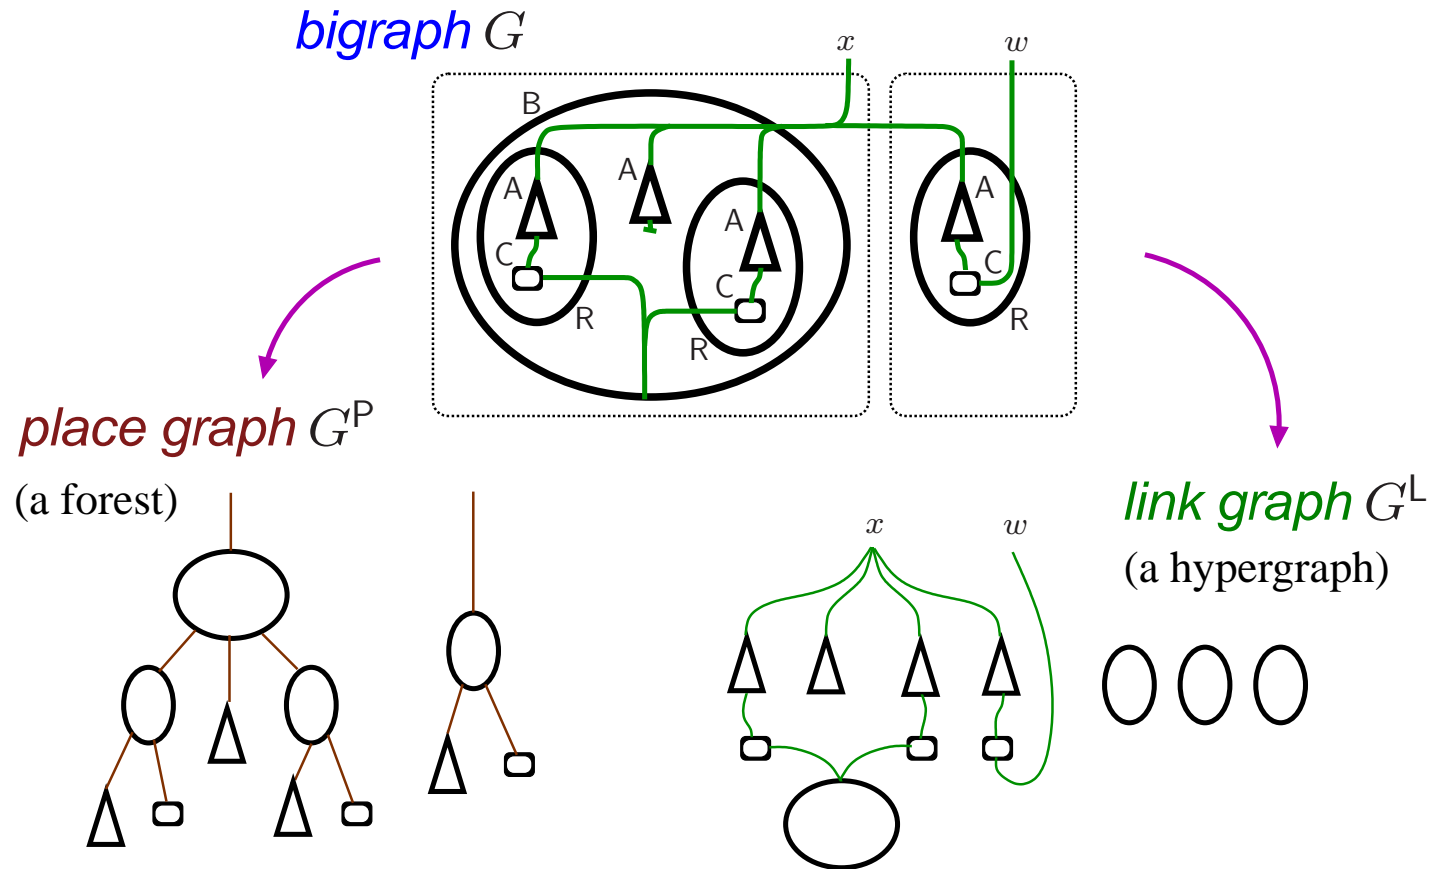 bigraph G
x
w
B
A
A
A
A
C
C
C
R
R
R
place graph G^P
(a forest)
link graph G^L
(a hypergraph)
x
w